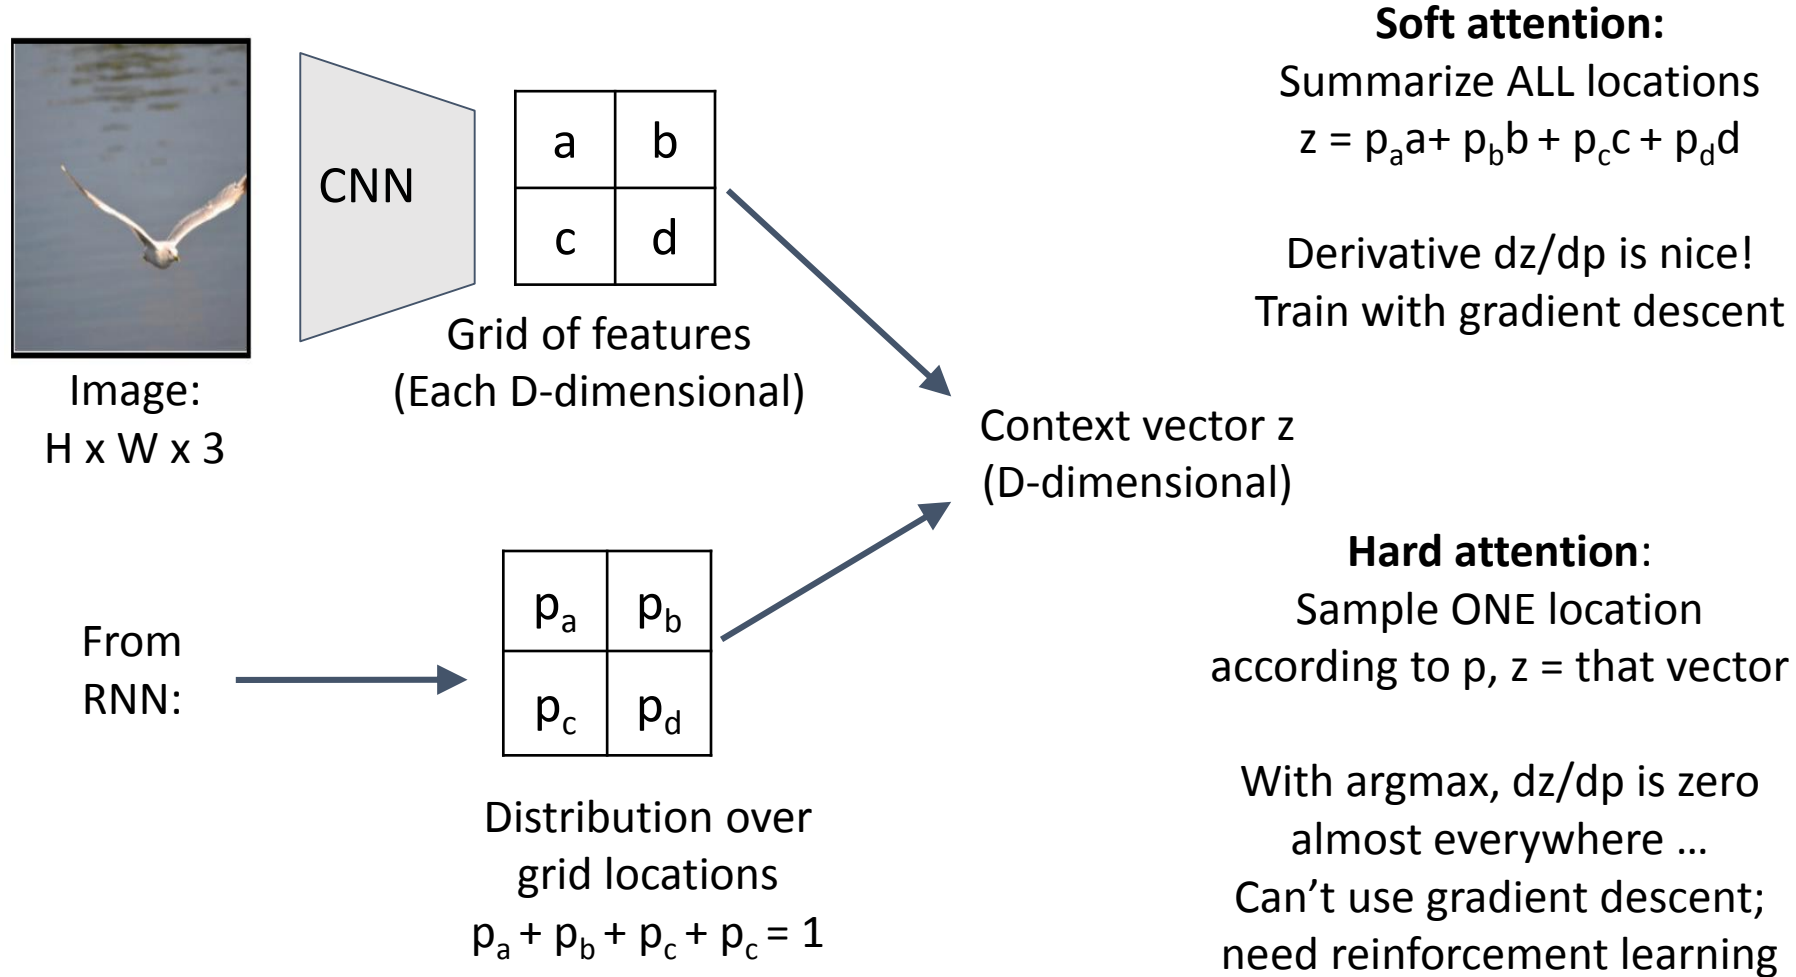 CNN
a b
c d
Grid of features
(Each D-dimensional)
Image:
H x W x 3
From
RNN:
pₐ p_b
p_c p_d
Distribution over
grid locations
pₐ + p_b + p_c + p_c = 1
Context vector z
(D-dimensional)
Soft attention:
Summarize ALL locations
z = pₐa+ p_bb + p_cc + p_dd
Derivative dz/dp is nice!
Train with gradient descent
Hard attention:
Sample ONE location
according to p, z = that vector
With argmax, dz/dp is zero
almost everywhere …
Can’t use gradient descent;
need reinforcement learning